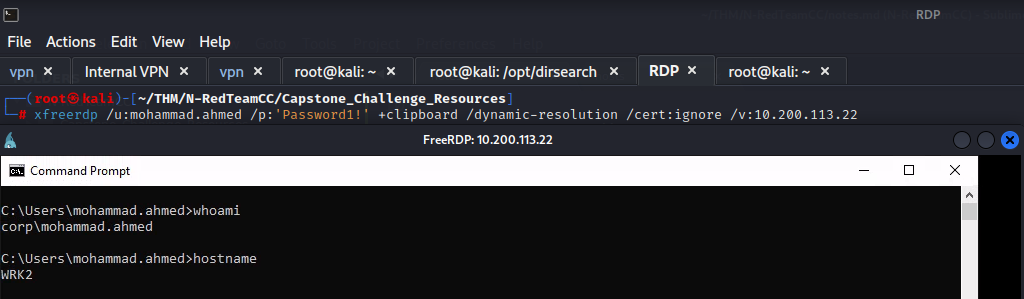 RDP
File Actions Edit View Help
vpn × Internal VPN × vpn × root@kali: ~ × root@kali: /opt/dirsearch × RDP × root@kali: ~ ×
┌──(root㉿kali)-[~/THM/N-RedTeamCC/Capstone_Challenge_Resources]
└─# xfreerdp /u:mohammad.ahmed /p:'Password1!' +clipboard /dynamic-resolution /cert:ignore /v:10.200.113.22
FreeRDP: 10.200.113.22
Command Prompt
C:\Users\mohammad.ahmed>whoami
corp\mohammad.ahmed
C:\Users\mohammad.ahmed>hostname
WRK2